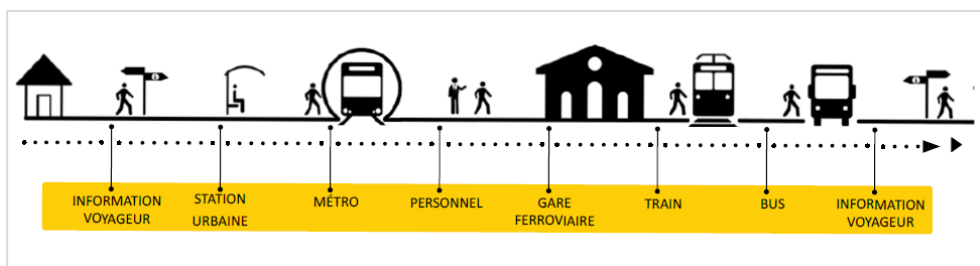 INFORMATION
VOYAGEUR
STATION
URBAINE
MÉTRO
PERSONNEL
GARE
FERROVIAIRE
TRAIN
BUS
INFORMATION
VOYAGEUR